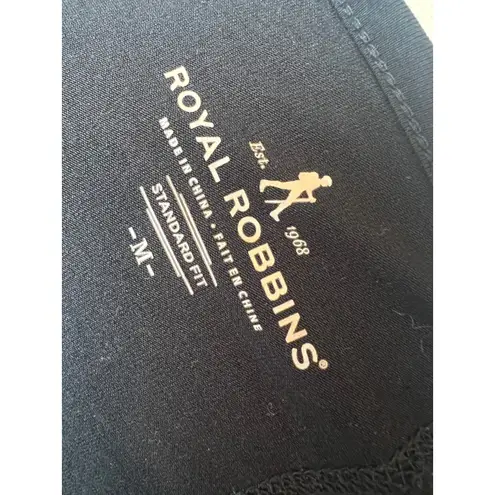 Est. 1968
ROYAL ROBBINS®
MADE IN CHINA • FAIT EN CHINE
STANDARD FIT
-M-